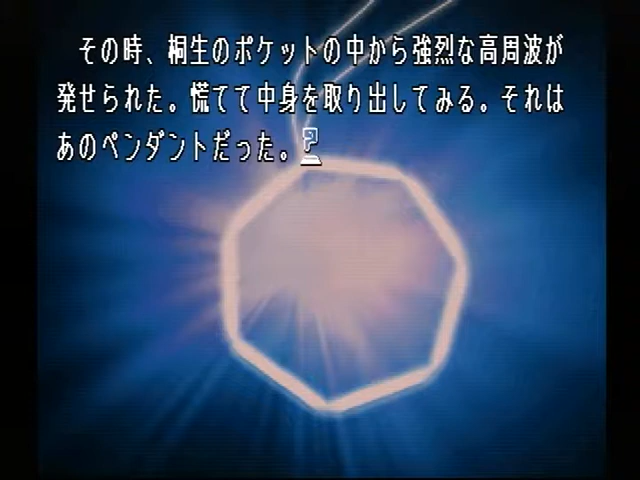 その時、桐生のポケットの中から強烈な高周波が
発せられた。慌てて中身を取り出してみる。それは
あのペンダントだった。